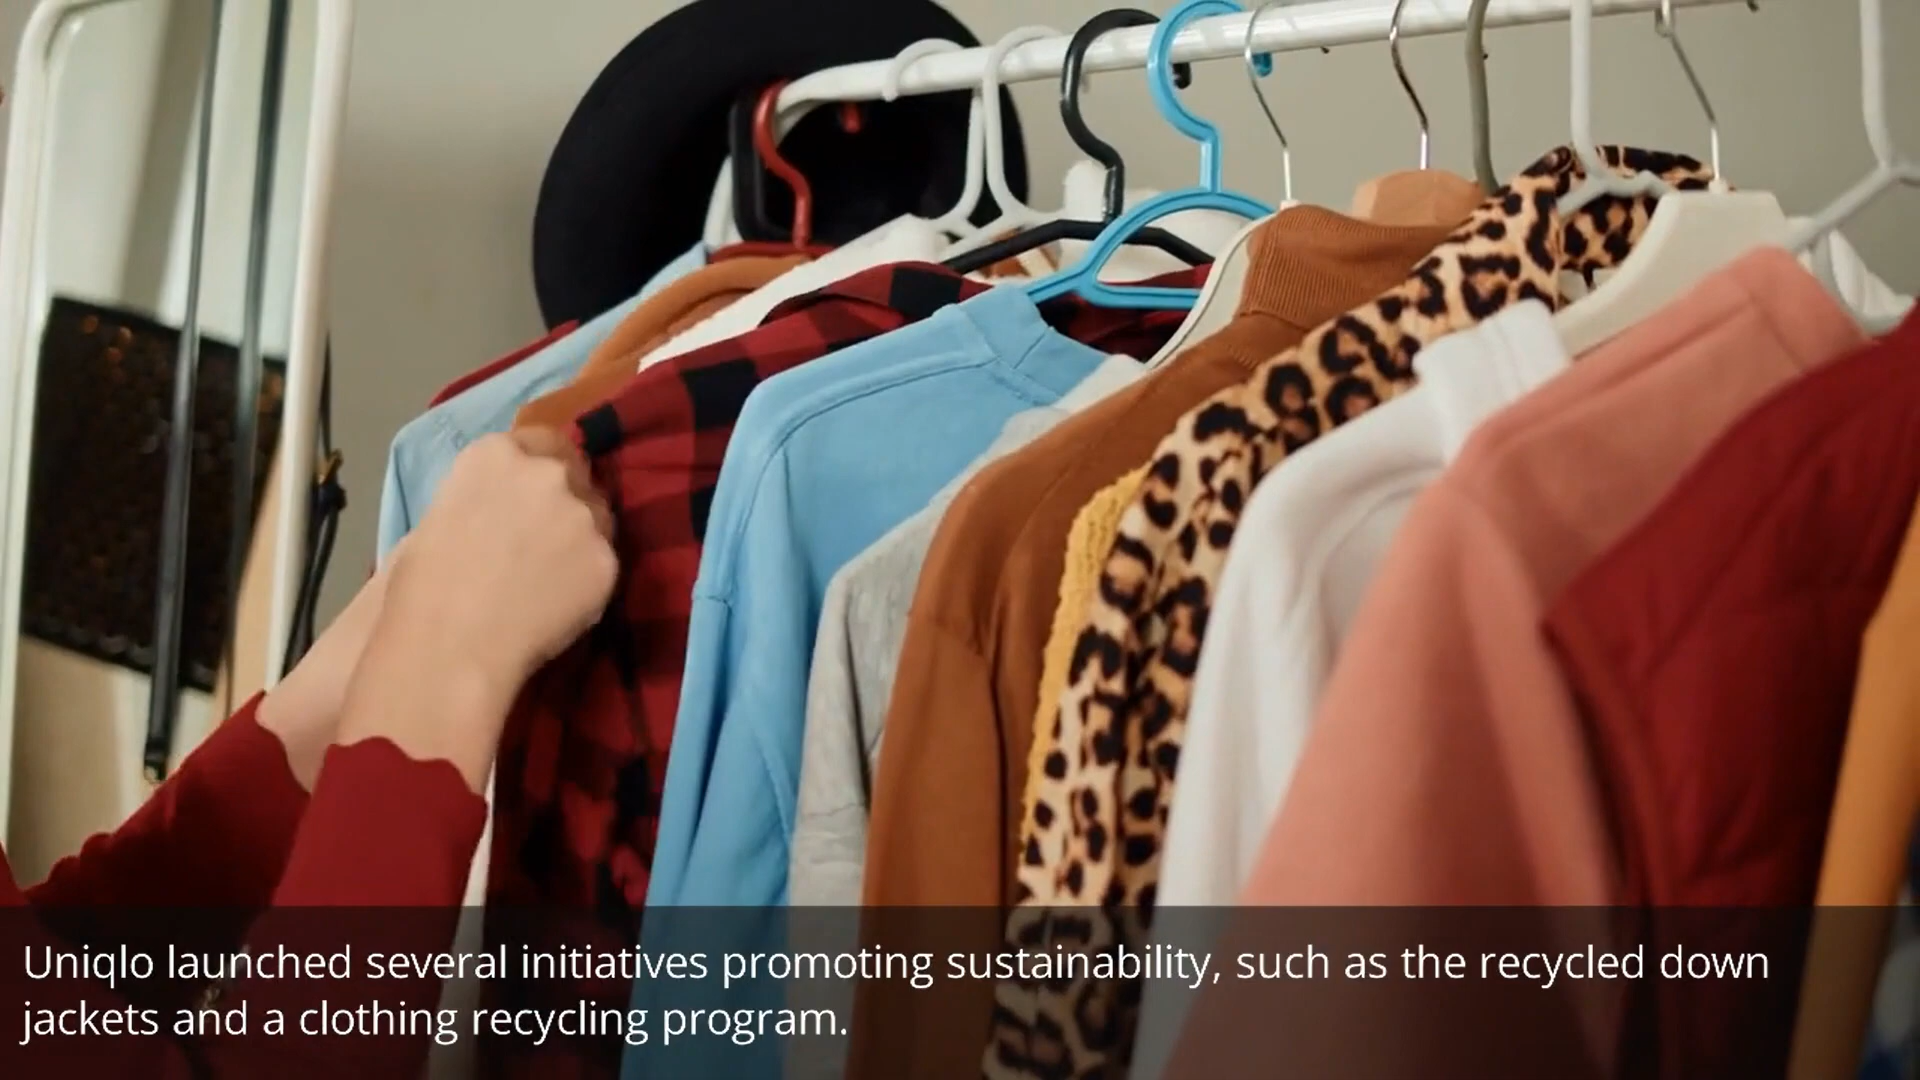 Uniqlo launched several initiatives promoting sustainability, such as the recycled down
jackets and a clothing recycling program.